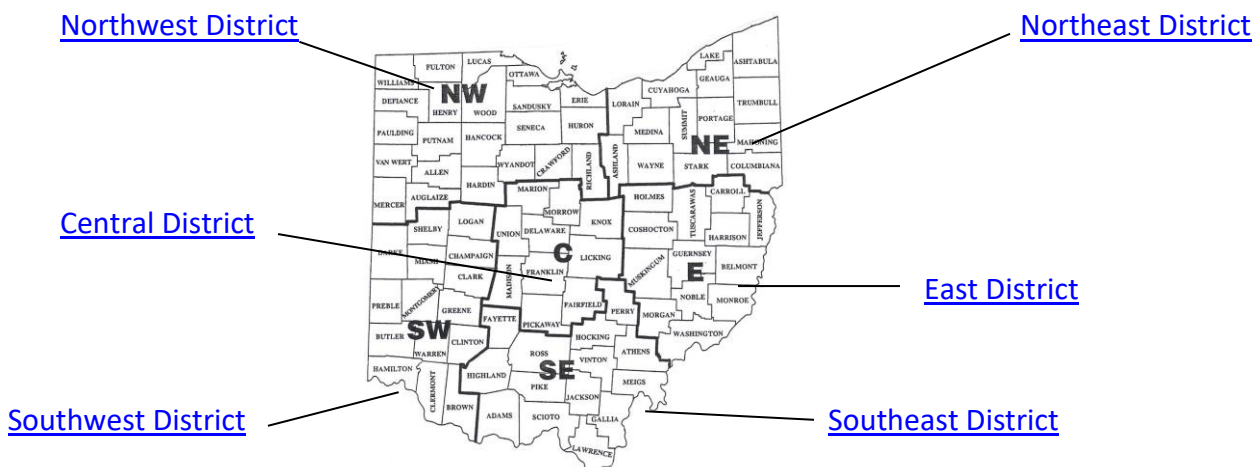 Northwest District
Northeast District
LAKE
ASHTABULA
LUCAS
FULTON
OTTAWA
GEAUGA
WILLIAMS
CUYAHOGA
DEFIANCE
NW
HENRY
WOOD
SANDUSKY
ERIE
LORAIN
TRUMBULL
SUMMIT
PORTAGE
PAULDING
PUTNAM
HANCOCK
SENECA
HURON
MEDINA
NE
MAHONING
VAN WERT
ALLEN
WYANDOT
CRAWFORD
RICHLAND
ASHLAND
WAYNE
STARK
COLUMBIANA
HARDIN
MARION
MERCER
AUGLAIZE
MORROW
HOLMES
CARROLL
Central District
LOGAN
SHELBY
UNION
DELAWARE
KNOX
COSHOCTON
TUSCARAWAS
HARRISON
JEFFERSON
CHAMPAIGN
C
LICKING
GUERNSEY
BELMONT
CLARK
MADISON
FRANKLIN
MUSKINGUM
E
East District
PREBLE
MONTGOMERY
GREENE
FAYETTE
PICKAWAY
FAIRFIELD
PERRY
MORGAN
NOBLE
MONROE
WASHINGTON
BUTLER
SW
WARREN
CLINTON
HOCKING
ROSS
VINTON
ATHENS
HAMILTON
CLERMONT
HIGHLAND
SE
PIKE
MEIGS
JACKSON
BROWN
ADAMS
SCIOTO
GALLIA
LAWRENCE
Southwest District
Southeast District